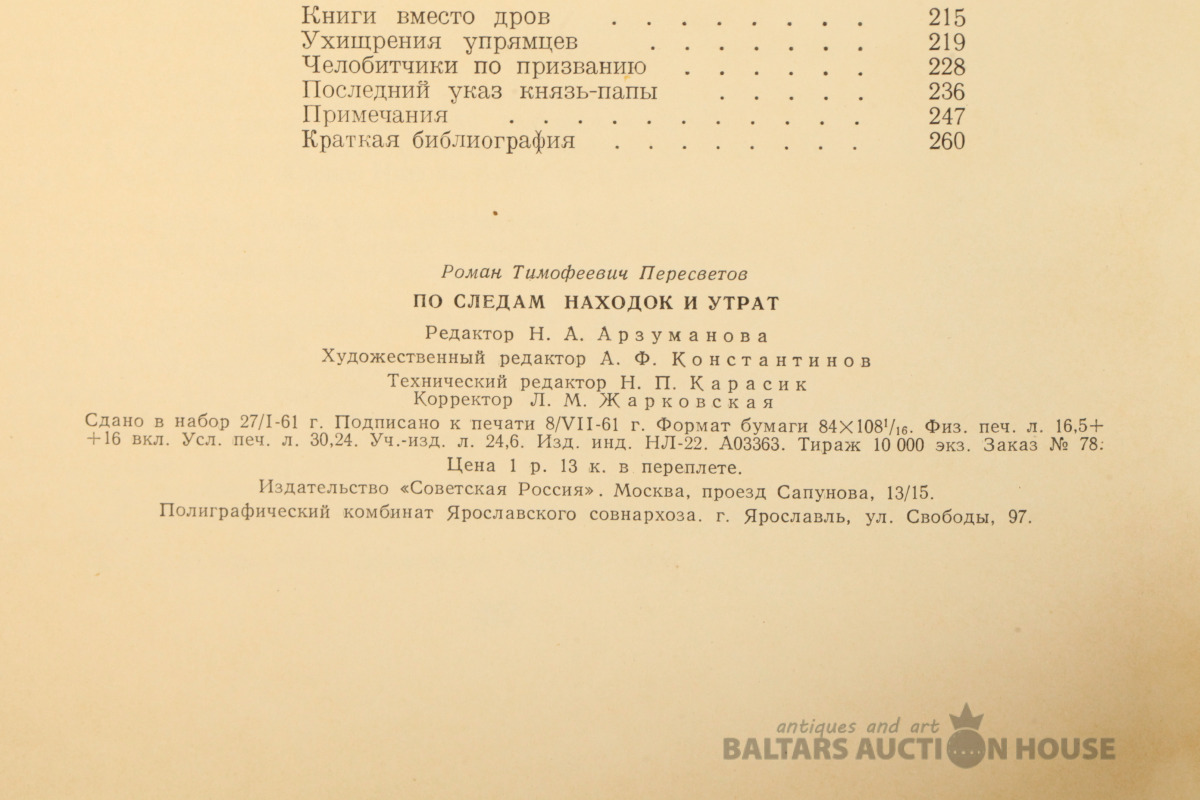 Книги вместо дров . . . . . . . . 215
Ухищрения упрямцев . . . . . . . 219
Челобитчики по призванию . . . . . . 228
Последний указ князь-папы . . . . . 236
Примечания . . . . . . . . . . . 247
Краткая библиография . . . . . . . . 260
Роман Тимофеевич Пересветов
ПО СЛЕДАМ НАХОДОК И УТРАТ
Редактор Н. А. Арзуманова
Художественный редактор А. Ф. Константинов
Технический редактор Н. П. Карасик
Корректор Л. М. Жарковская
Сдано в набор 27/I-61 г. Подписано к печати 8/VII-61 г. Формат бумаги 84×108¹/₁₆. Физ. печ. л. 16,5+
+16 вкл. Усл. печ. л. 30,24. Уч.-изд. л. 24,6. Изд. инд. НЛ-22. А03363. Тираж 10 000 экз. Заказ № 78.
Цена 1 р. 13 к. в переплете.
Издательство «Советская Россия». Москва, проезд Сапунова, 13/15.
Полиграфический комбинат Ярославского совнархоза. г. Ярославль, ул. Свободы, 97.
antiques and art
BALTARS AUCTION HOUSE